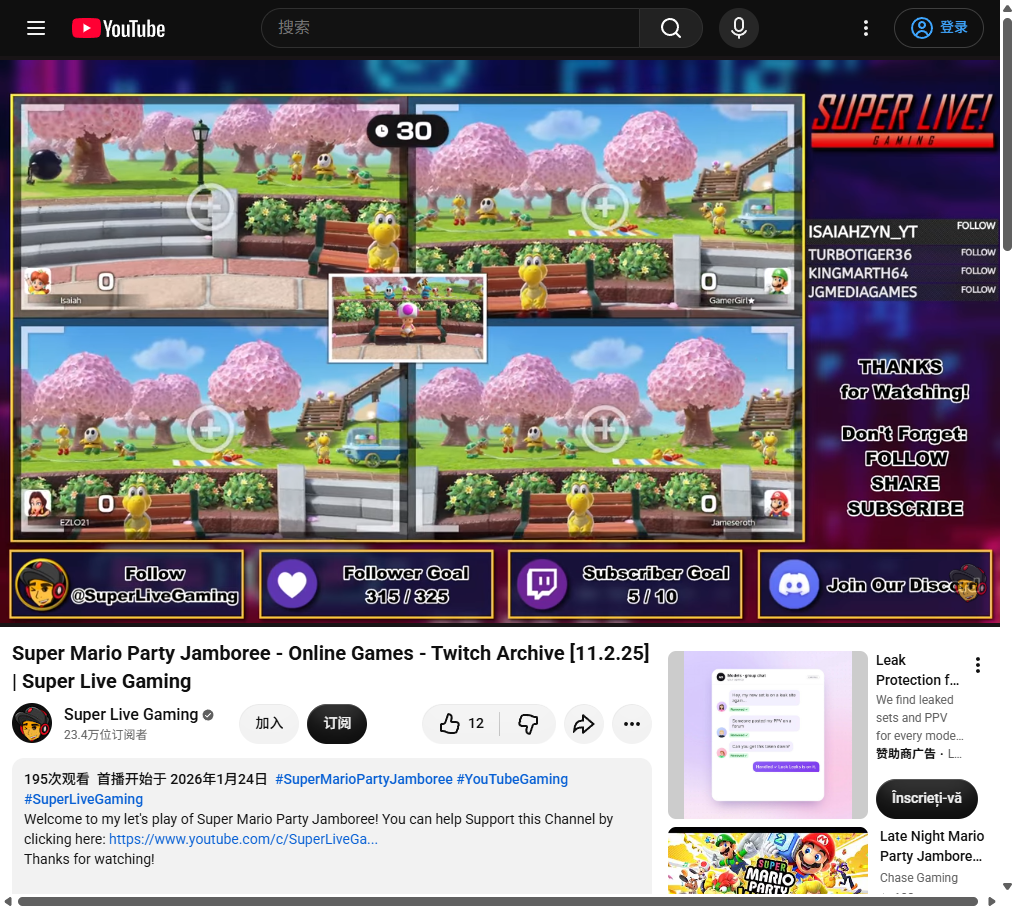 YouTube
搜索
登录
30
SUPER LIVE!
GAMING
ISAIAHZYN_YT FOLLOW
TURBOTIGER36 FOLLOW
KINGMARTH64 FOLLOW
JGMEDIAGAMES FOLLOW
0
Isaiah
0
GamerGirl★
0
EZLO21
0
Jameseroth
THANKS
for Watching!
Don't Forget:
FOLLOW
SHARE
SUBSCRIBE
Follow
@SuperLiveGaming
Follower Goal
315 / 325
Subscriber Goal
5 / 10
Join Our Disco
Super Mario Party Jamboree - Online Games - Twitch Archive [11.2.25]
| Super Live Gaming
Super Live Gaming
23.4万位订阅者
加入
订阅
12
195次观看 首播开始于 2026年1月24日 #SuperMarioPartyJamboree #YouTubeGaming
#SuperLiveGaming
Welcome to my let's play of Super Mario Party Jamboree! You can help Support this Channel by
clicking here: https://www.youtube.com/c/SuperLiveGa...
Thanks for watching!
Models - group chat
Leak
Protection f...
We find leaked
sets and PPV
for every mode...
赞助商广告 · L...
Înscrieți-vă
SUPER
MARIO
PARTY
Late Night Mario
Party Jambore...
Chase Gaming